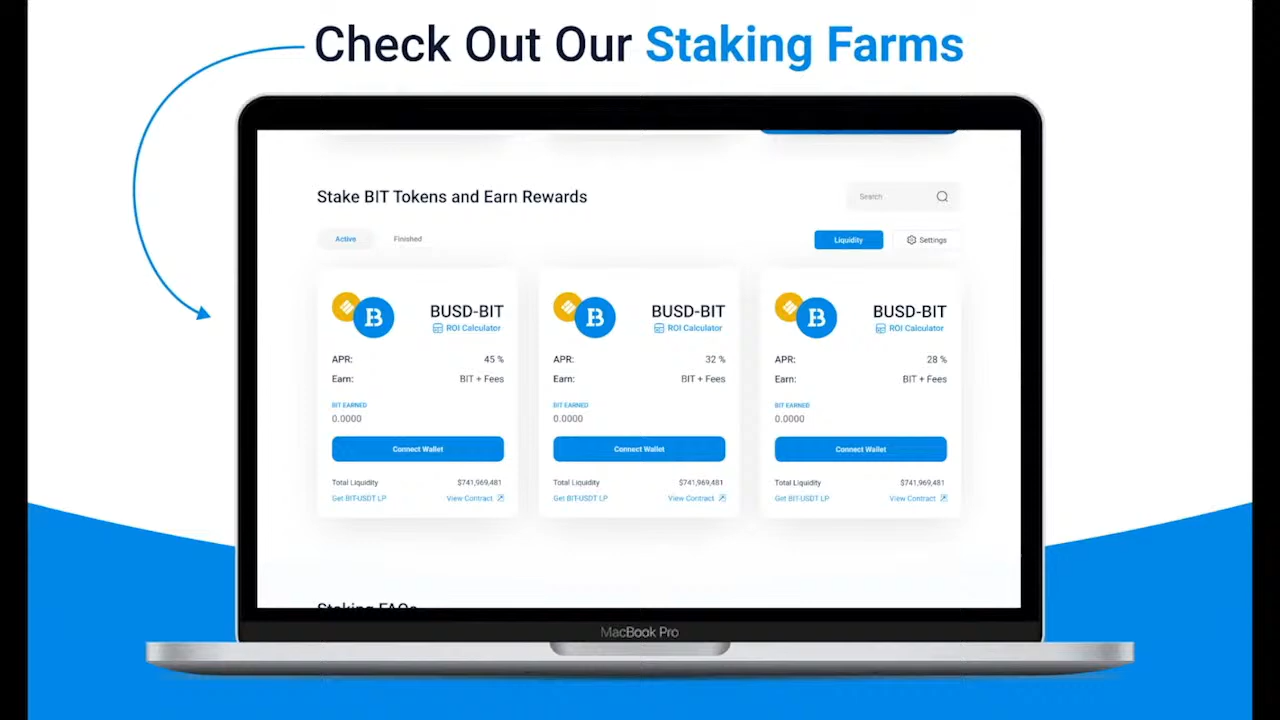 Check Out Our Staking Farms
Stake BIT Tokens and Earn Rewards
Search
Active Finished
Liquidity Settings
BUSD-BIT
ROI Calculator
APR: 45 %
Earn: BIT + Fees
BIT EARNED
0.0000
Connect Wallet
Total Liquidity $741,969,481
Get BIT-USDT LP View Contract
BUSD-BIT
ROI Calculator
APR: 32 %
Earn: BIT + Fees
BIT EARNED
0.0000
Connect Wallet
Total Liquidity $741,969,481
Get BIT-USDT LP View Contract
BUSD-BIT
ROI Calculator
APR: 28 %
Earn: BIT + Fees
BIT EARNED
0.0000
Connect Wallet
Total Liquidity $741,969,481
Get BIT-USDT LP View Contract
Staking FAQs
MacBook Pro